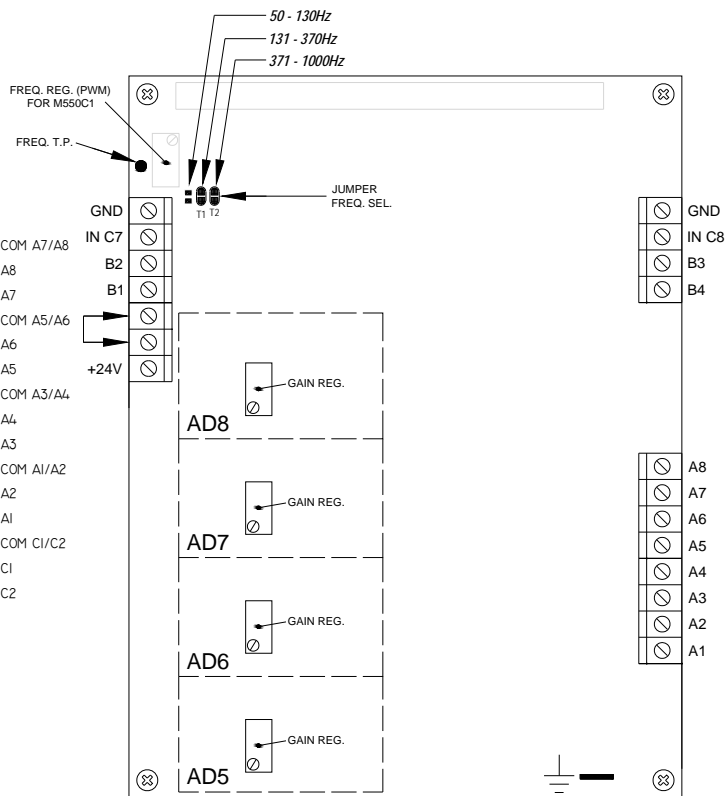 50 - 130Hz
131 - 370Hz
371 - 1000Hz
FREQ. REG. (PWM)
FOR M550C1
FREQ. T.P.
JUMPER
FREQ. SEL.
T1 T2
GND
IN C7
B2
B1
+24V
COM A7/A8
A8
A7
COM A5/A6
A6
A5
COM A3/A4
A4
A3
COM A1/A2
A2
A1
COM C1/C2
C1
C2
GAIN REG.
AD8
GAIN REG.
AD7
GAIN REG.
AD6
GAIN REG.
AD5
GND
IN C8
B3
B4
A8
A7
A6
A5
A4
A3
A2
A1